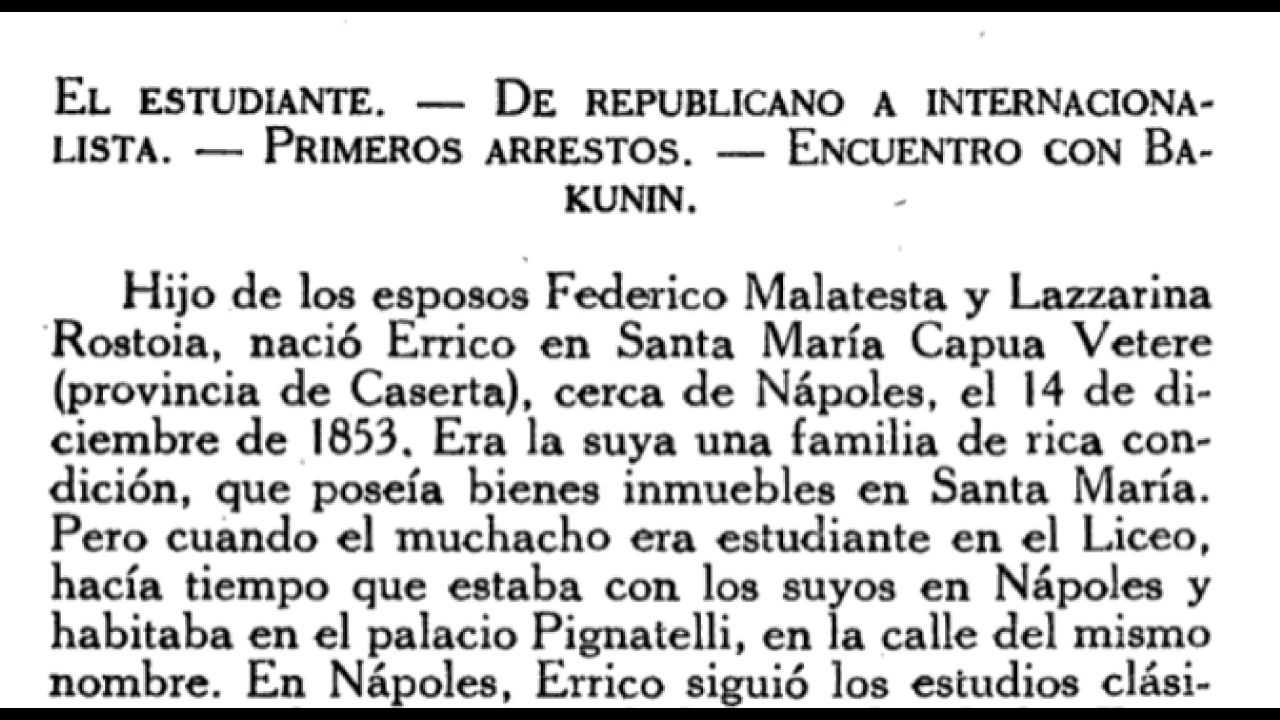 El estudiante. — De republicano a internaciona-
lista. — Primeros arrestos. — Encuentro con Ba-
kunin.
Hijo de los esposos Federico Malatesta y Lazzarina
Rostoia, nació Errico en Santa María Capua Vetere
(provincia de Caserta), cerca de Nápoles, el 14 de di-
ciembre de 1853. Era la suya una familia de rica con-
dición, que poseía bienes inmuebles en Santa María.
Pero cuando el muchacho era estudiante en el Liceo,
hacía tiempo que estaba con los suyos en Nápoles y
habitaba en el palacio Pignatelli, en la calle del mismo
nombre. En Nápoles, Errico siguió los estudios clási-